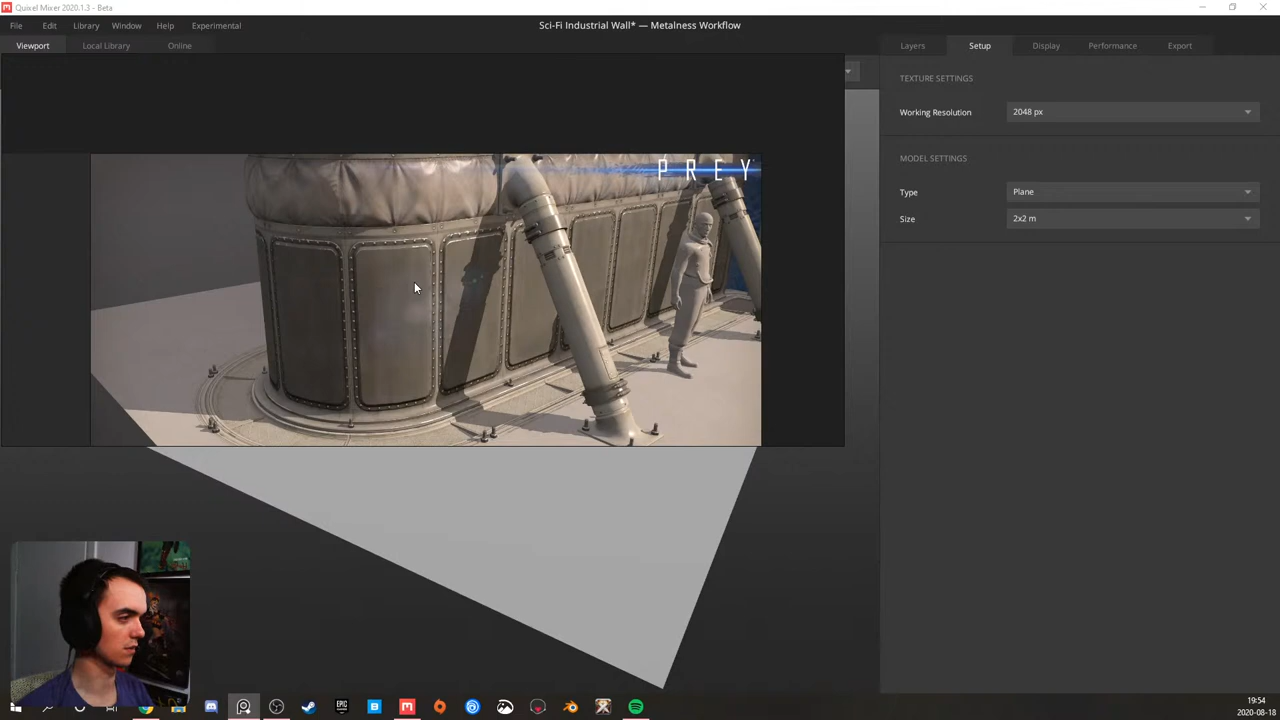 Quixel Mixer 2020.1.3 - Beta
File Edit Library Window Help Experimental
Sci-Fi Industrial Wall* — Metalness Workflow
Viewport Local Library Online
Layers Setup Display Performance Export
TEXTURE SETTINGS
Working Resolution 2048 px
MODEL SETTINGS
Type Plane
Size 2x2 m
PREY
EPIC
19:54
2020-08-18